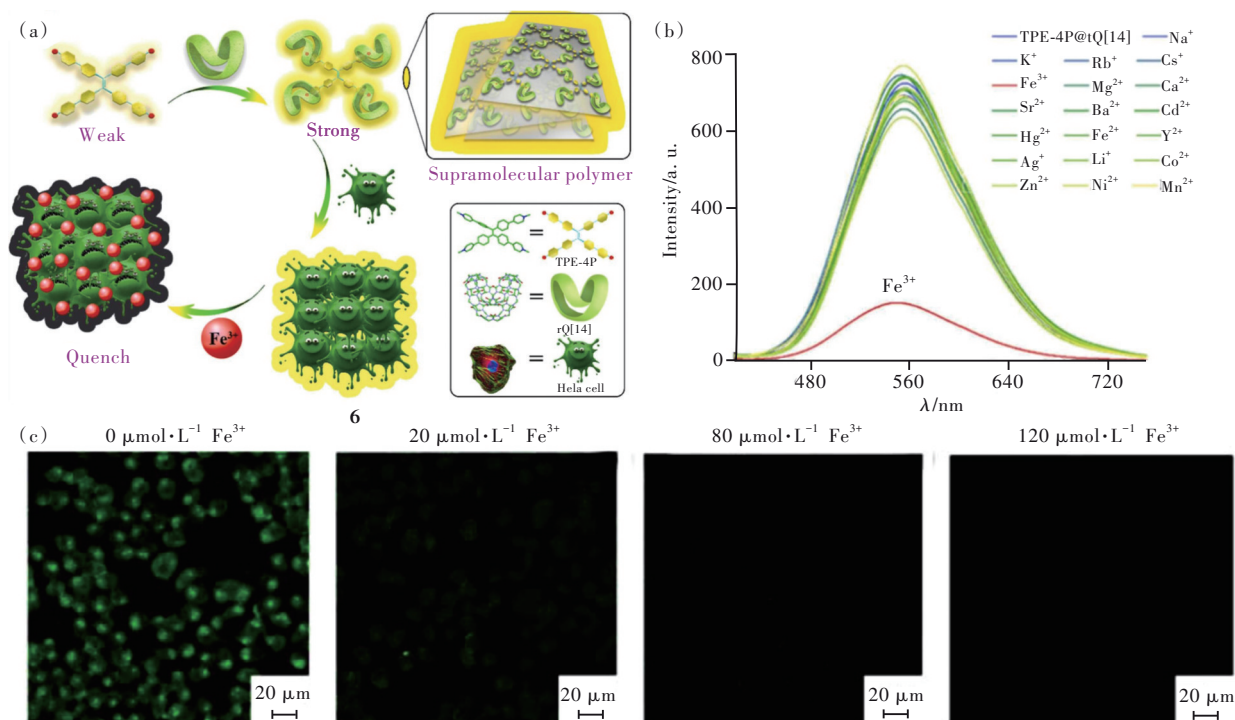 (a)
Weak
Strong
Supramolecular polymer
Quench
Fe³⁺
=
TPE-4P
=
rQ[14]
=
Hela cell
6
(b)
TPE-4P@tQ[14] Na⁺
K⁺ Rb⁺ Cs⁺
Fe³⁺ Mg²⁺ Ca²⁺
Sr²⁺ Ba²⁺ Cd²⁺
Hg²⁺ Fe²⁺ Y²⁺
Ag⁺ Li⁺ Co²⁺
Zn²⁺ Ni²⁺ Mn²⁺
Intensity/a. u.
800
600
400
200
0
Fe³⁺
480 560 640 720
λ/nm
(c)
0 μmol·L⁻¹ Fe³⁺ 20 μmol·L⁻¹ Fe³⁺ 80 μmol·L⁻¹ Fe³⁺ 120 μmol·L⁻¹ Fe³⁺
20 μm 20 μm 20 μm 20 μm